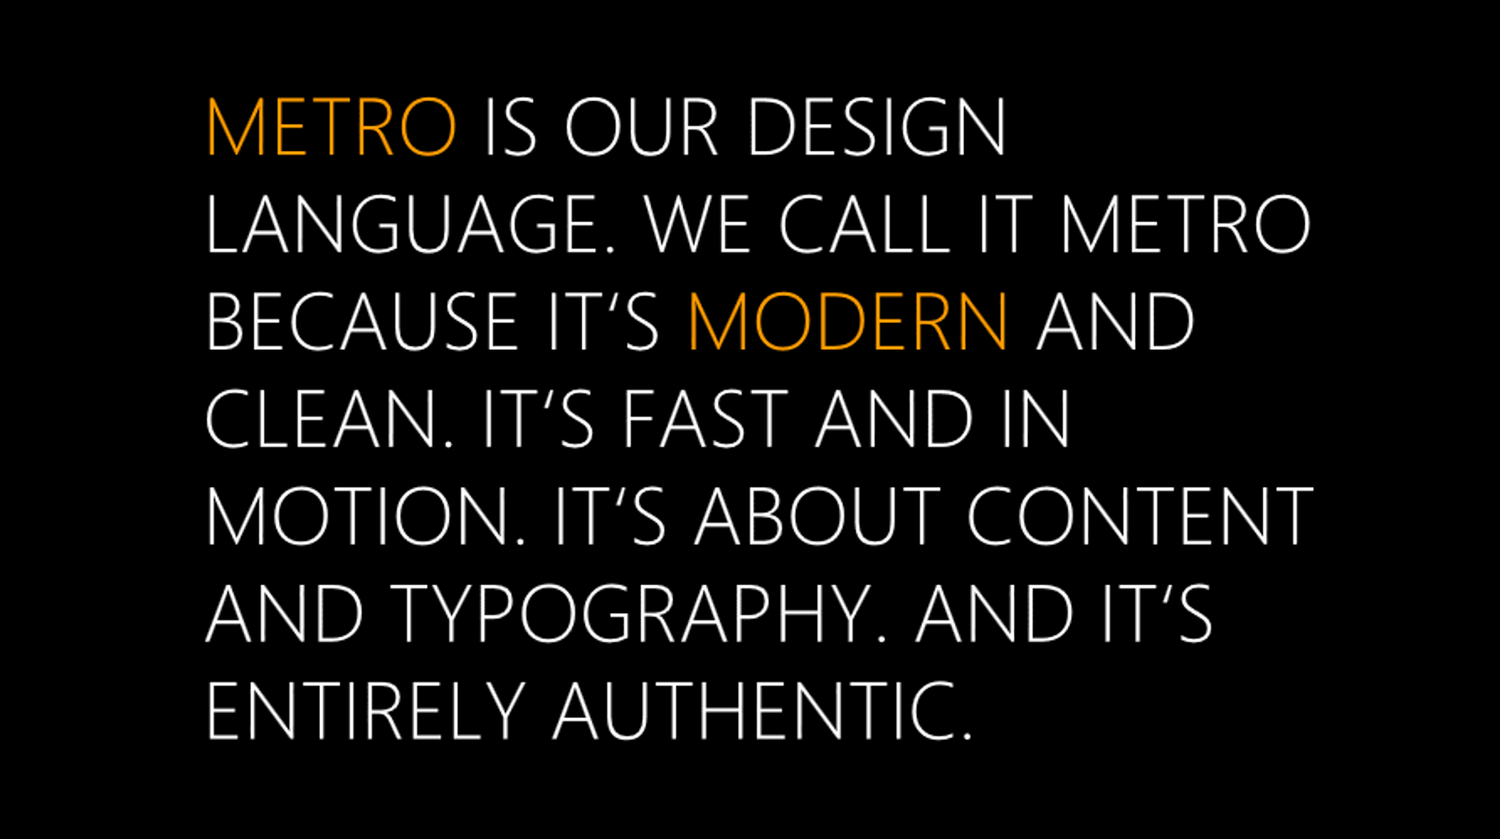 METRO IS OUR DESIGN
LANGUAGE. WE CALL IT METRO
BECAUSE IT‘S MODERN AND
CLEAN. IT‘S FAST AND IN
MOTION. IT‘S ABOUT CONTENT
AND TYPOGRAPHY. AND IT‘S
ENTIRELY AUTHENTIC.